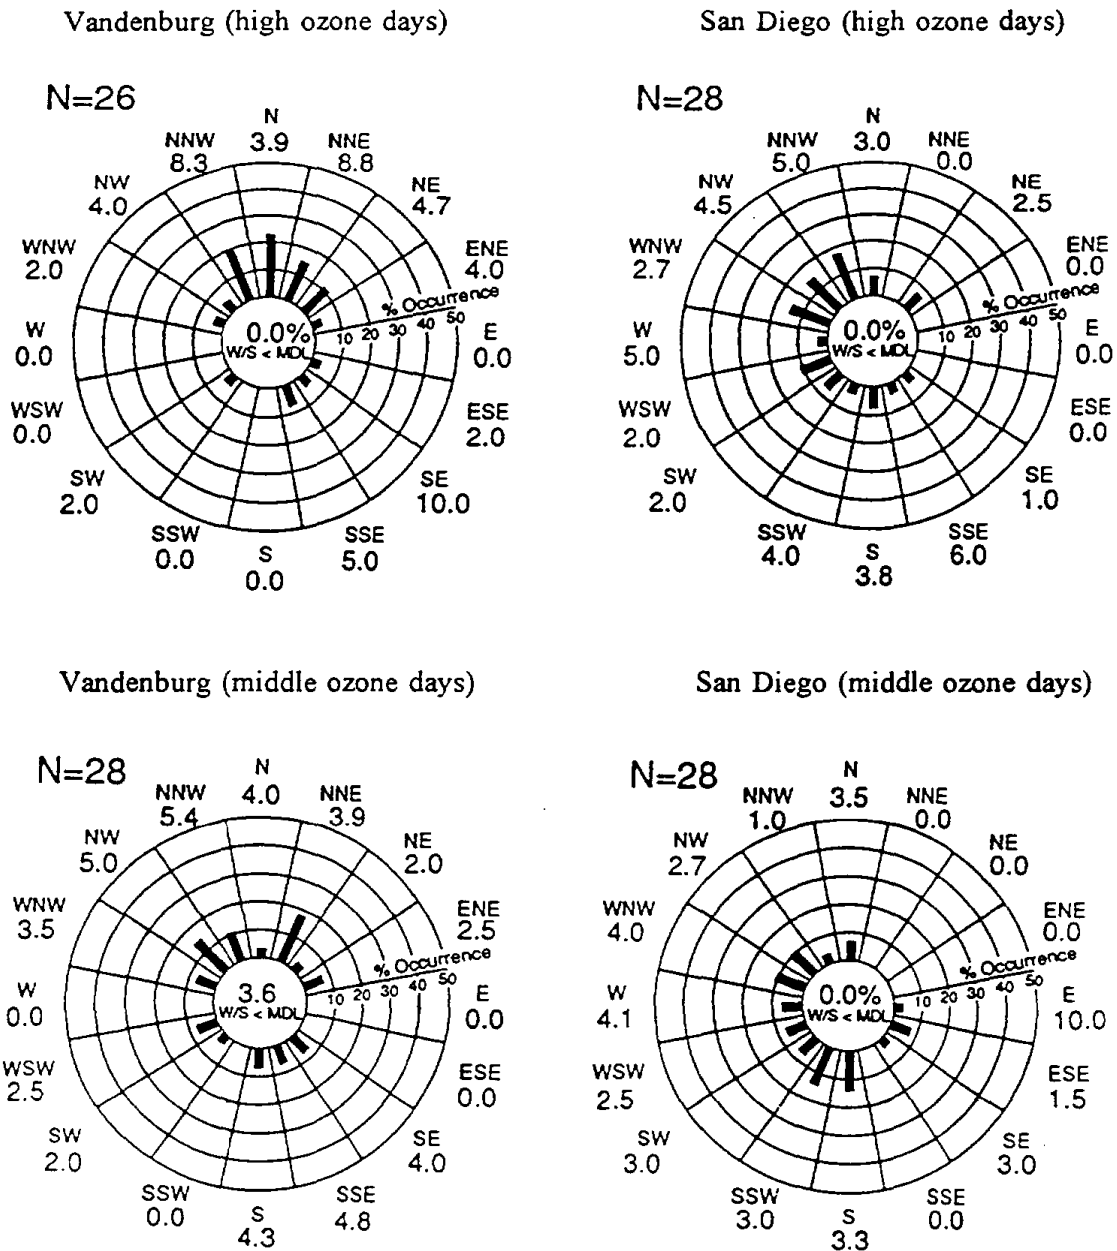 Vandenburg (high ozone days)
N=26
N
3.9
NNE
8.8
NE
4.7
ENE
4.0
E
0.0
ESE
2.0
SE
10.0
SSE
5.0
S
0.0
SSW
0.0
SW
2.0
WSW
0.0
W
0.0
WNW
2.0
NW
4.0
NNW
8.3
% Occurrence
10 20 30 40 50
0.0%
W/S < MDL
San Diego (high ozone days)
N=28
N
3.0
NNE
0.0
NE
2.5
ENE
0.0
E
0.0
ESE
0.0
SE
1.0
SSE
6.0
S
3.8
SSW
4.0
SW
2.0
WSW
2.0
W
5.0
WNW
2.7
NW
4.5
NNW
5.0
% Occurrence
10 20 30 40 50
0.0%
W/S < MDL
Vandenburg (middle ozone days)
N=28
N
4.0
NNE
3.9
NE
2.0
ENE
2.5
E
0.0
ESE
0.0
SE
4.0
SSE
4.8
S
4.3
SSW
0.0
SW
2.0
WSW
2.5
W
0.0
WNW
3.5
NW
5.0
NNW
5.4
% Occurrence
10 20 30 40 50
3.6
W/S < MDL
San Diego (middle ozone days)
N=28
N
3.5
NNE
0.0
NE
0.0
ENE
0.0
E
10.0
ESE
1.5
SE
3.0
SSE
0.0
S
3.3
SSW
3.0
SW
3.0
WSW
2.5
W
4.1
WNW
4.0
NW
2.7
NNW
1.0
% Occurrence
10 20 30 40 50
0.0%
W/S < MDL